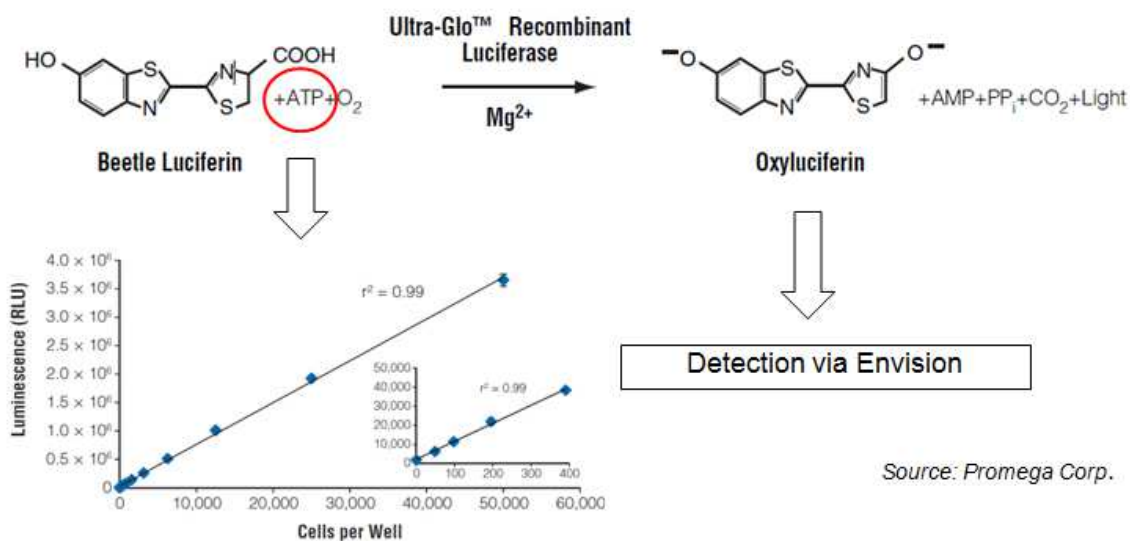 Ultra-Glo™ Recombinant
Luciferase
Mg²⁺
HO
S
N
N
S
COOH
+ATP+O₂
Beetle Luciferin
O
S
N
N
S
O
+AMP+PPᵢ+CO₂+Light
Oxyluciferin
Luminescence (RLU)
4.0 × 10⁶
3.5 × 10⁶
3.0 × 10⁶
2.5 × 10⁶
2.0 × 10⁶
1.5 × 10⁶
1.0 × 10⁶
0.5 × 10⁶
0
r² = 0.99
0 10,000 20,000 30,000 40,000 50,000 60,000
Cells per Well
50,000
40,000
30,000
20,000
10,000
0
r² = 0.99
0 100 200 300 400
Detection via Envision
Source: Promega Corp.